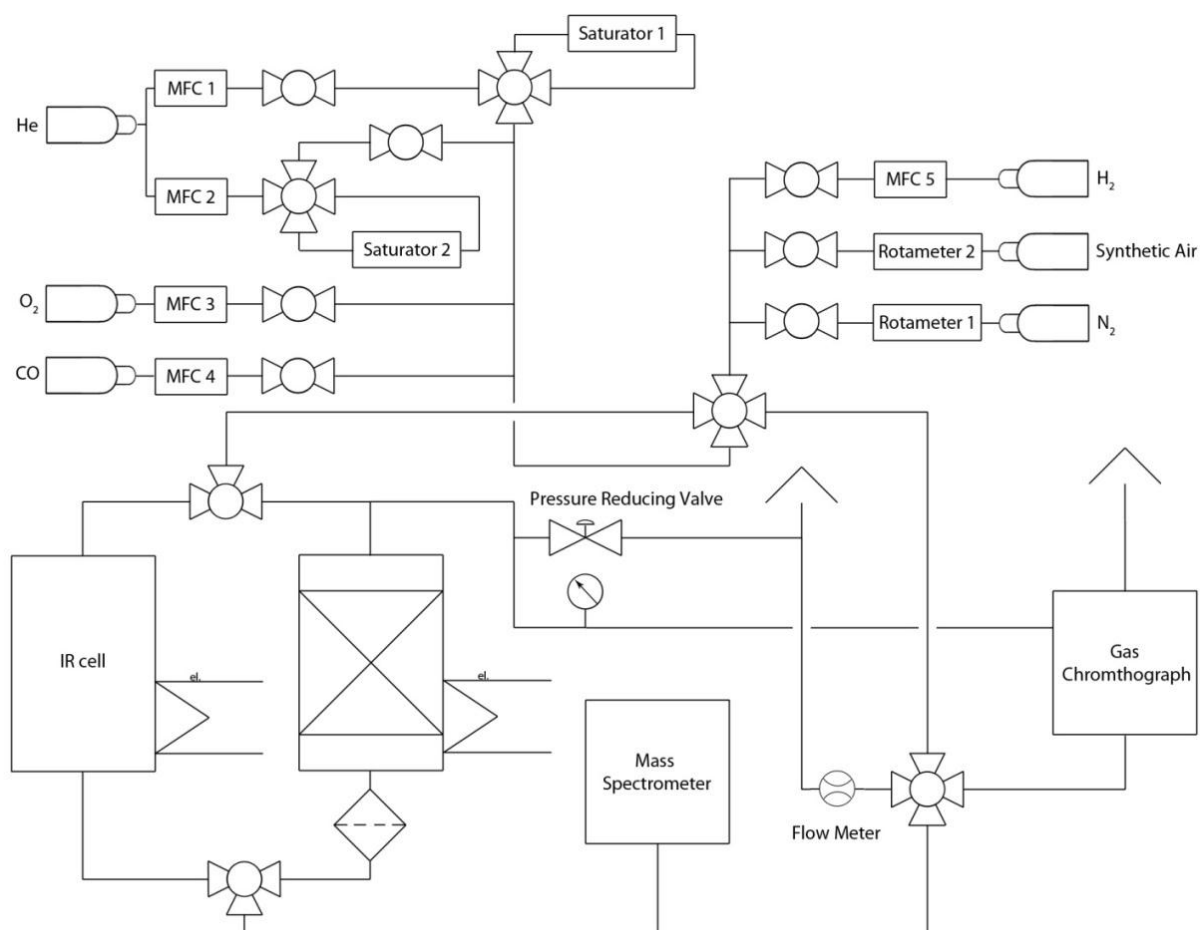 Saturator 1
MFC 1
He
MFC 2
Saturator 2
MFC 5
H₂
Rotameter 2
Synthetic Air
O₂
MFC 3
Rotameter 1
N₂
CO
MFC 4
Pressure Reducing Valve
IR cell
el.
el.
Gas
Chromthograph
Mass
Spectrometer
Flow Meter